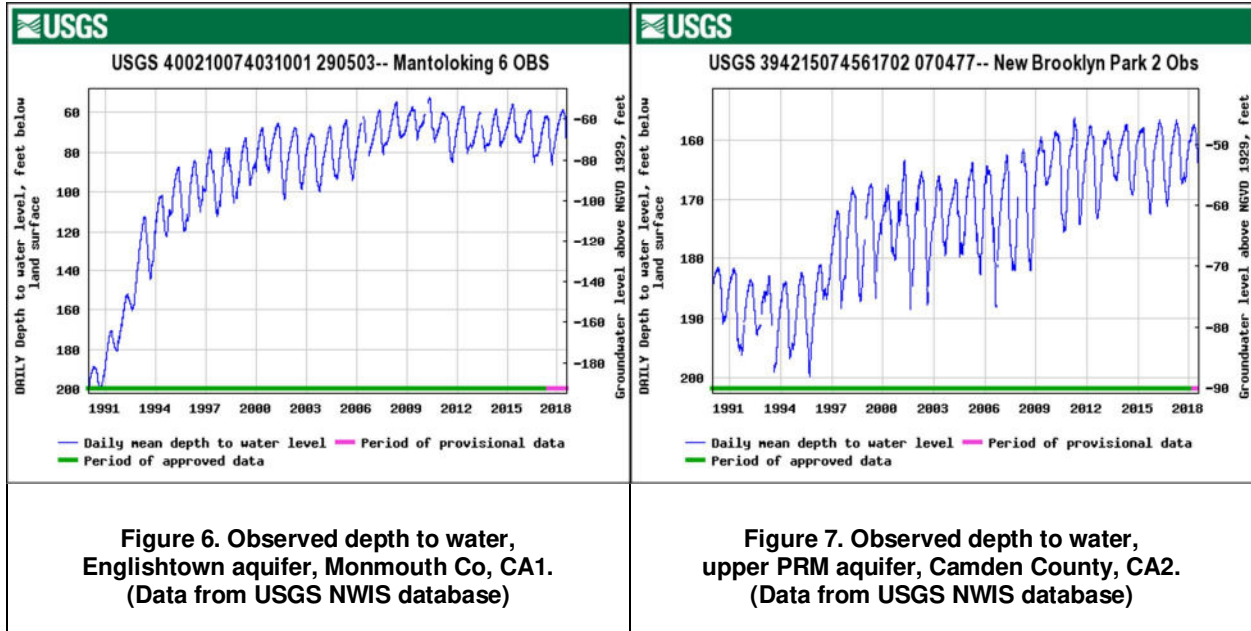 USGS
USGS 400210074031001 290503-- Mantoloking 6 OBS
DAILY Depth to water level, feet below
land surface
60
80
100
120
140
160
180
200
Groundwater level above NGVD 1929, feet
-60
-80
-100
-120
-140
-160
-180
1991 1994 1997 2000 2003 2006 2009 2012 2015 2018
Daily mean depth to water level Period of provisional data
Period of approved data
Figure 6. Observed depth to water,
Englishtown aquifer, Monmouth Co, CA1.
(Data from USGS NWIS database)
USGS
USGS 394215074561702 070477-- New Brooklyn Park 2 Obs
DAILY Depth to water level, feet below
land surface
160
170
180
190
200
Groundwater level above NGVD 1929, feet
-50
-60
-70
-80
-90
1991 1994 1997 2000 2003 2006 2009 2012 2015 2018
Daily mean depth to water level Period of provisional data
Period of approved data
Figure 7. Observed depth to water,
upper PRM aquifer, Camden County, CA2.
(Data from USGS NWIS database)